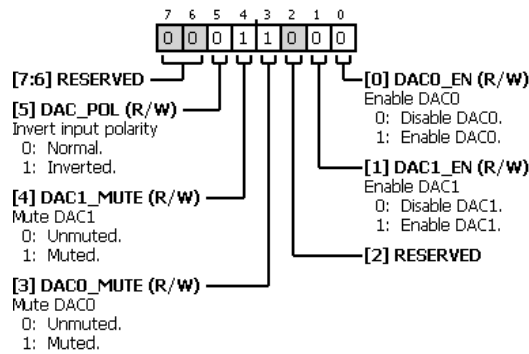 7 6 5 4 3 2 1 0
0 0 0 1 1 0 0 0
[7:6] RESERVED
[5] DAC_POL (R/W)
Invert input polarity
0: Normal.
1: Inverted.
[4] DAC1_MUTE (R/W)
Mute DAC1
0: Unmuted.
1: Muted.
[3] DAC0_MUTE (R/W)
Mute DAC0
0: Unmuted.
1: Muted.
[0] DAC0_EN (R/W)
Enable DAC0
0: Disable DAC0.
1: Enable DAC0.
[1] DAC1_EN (R/W)
Enable DAC1
0: Disable DAC1.
1: Enable DAC1.
[2] RESERVED